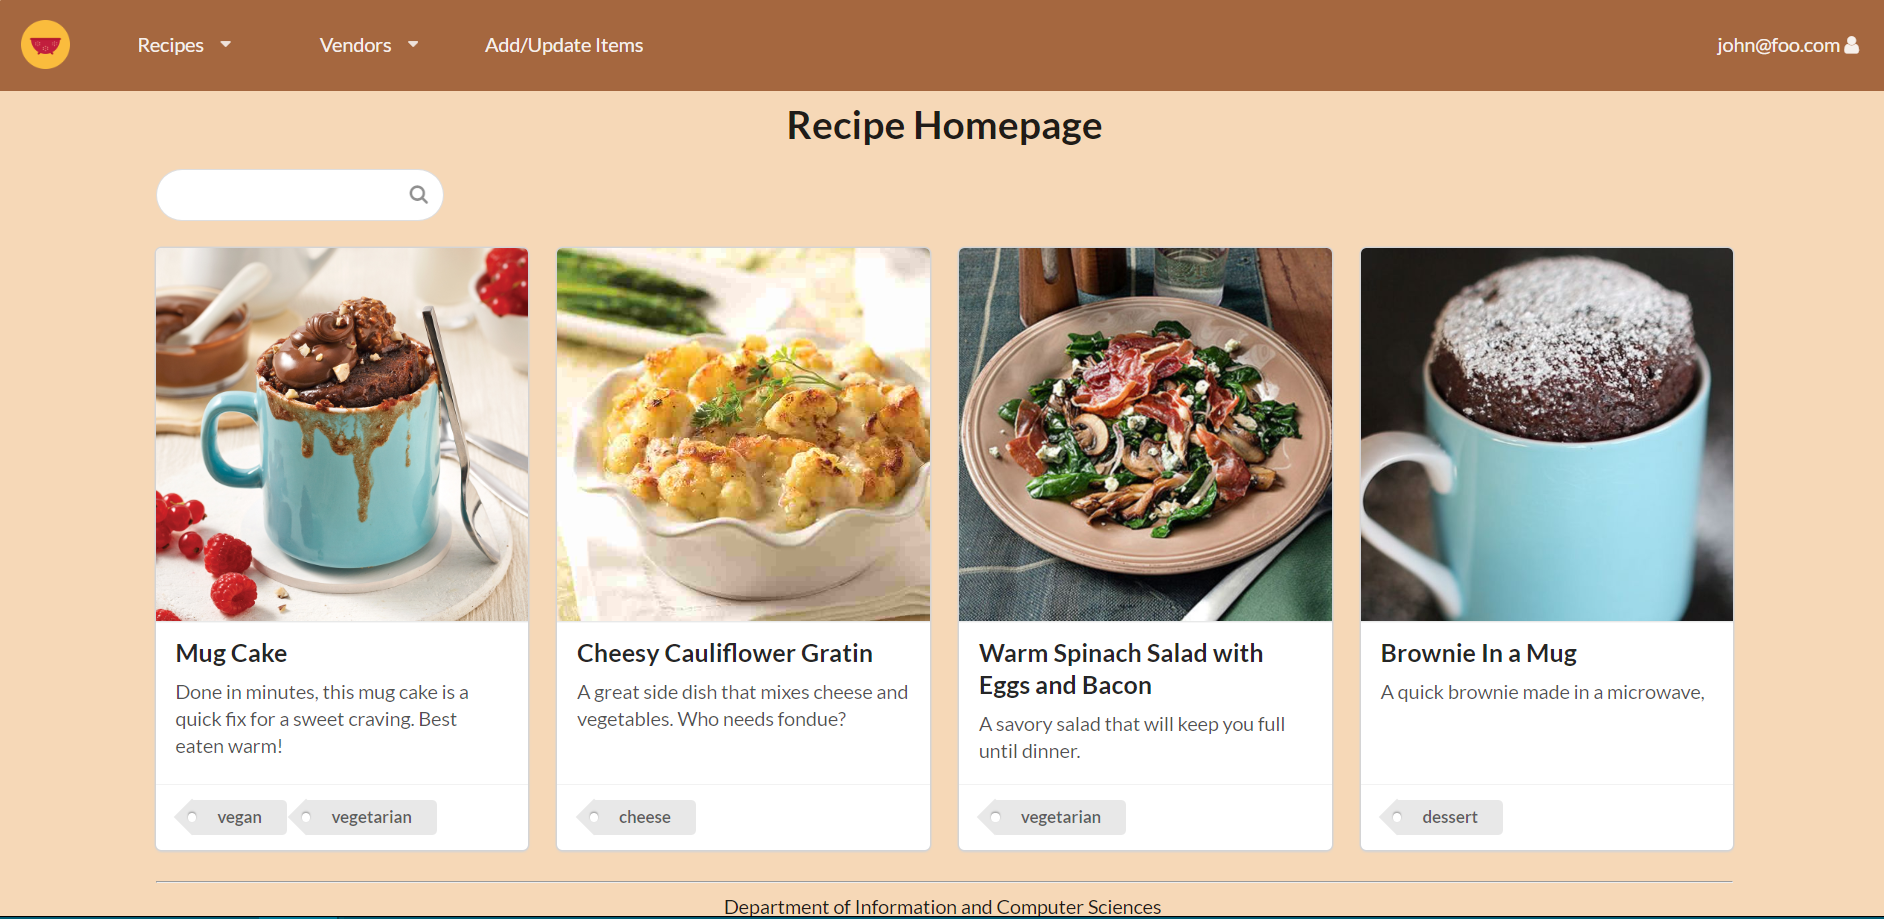 Recipes
Vendors
Add/Update Items
john@foo.com
Recipe Homepage
Mug Cake
Done in minutes, this mug cake is a
quick fix for a sweet craving. Best
eaten warm!
vegan
vegetarian
Cheesy Cauliflower Gratin
A great side dish that mixes cheese and
vegetables. Who needs fondue?
cheese
Warm Spinach Salad with
Eggs and Bacon
A savory salad that will keep you full
until dinner.
vegetarian
Brownie In a Mug
A quick brownie made in a microwave,
dessert
Department of Information and Computer Sciences